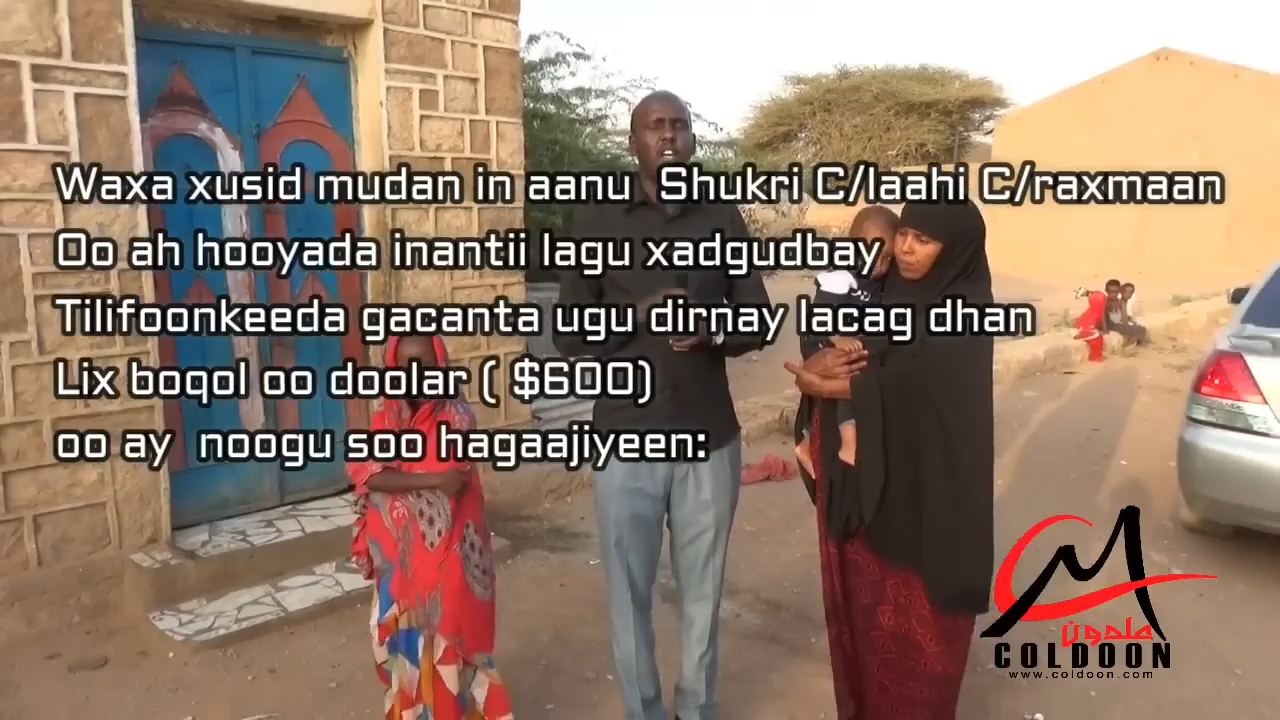 Waxa xusid mudan in aanu Shukri C/laahi C/raxmaan
Oo ah hooyada inantii lagu xadgudbay
Tilifoonkeeda gacanta ugu dirnay lacag dhan
Lix boqol oo doolar ( $600)
oo ay noogu soo hagaajiyeen:
علدون
COLDOON
www.coldoon.com